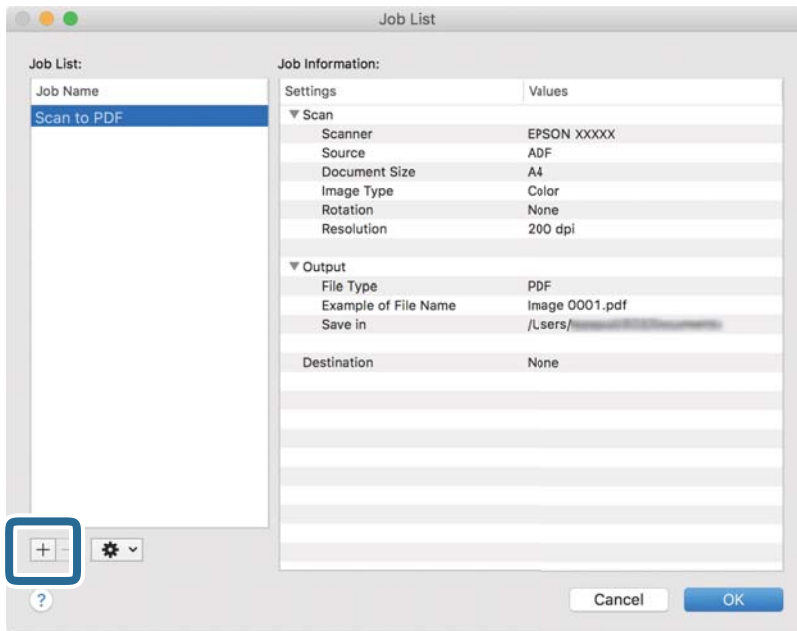 Job List
Job List:
Job Information:
Job Name
Scan to PDF
Settings Values
Scan
Scanner EPSON XXXXX
Source ADF
Document Size A4
Image Type Color
Rotation None
Resolution 200 dpi
Output
File Type PDF
Example of File Name Image 0001.pdf
Save in /Users/
Destination None
+ -
?
Cancel OK